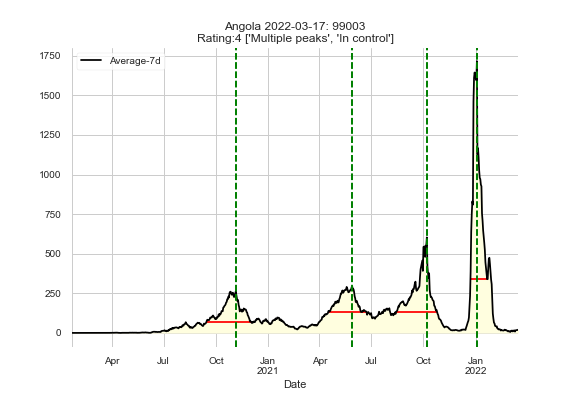 Angola 2022-03-17: 99003
Rating:4 ['Multiple peaks', 'In control']
Average-7d
1750
1500
1250
1000
750
500
250
0
Apr Jul Oct Jan Apr Jul Oct Jan
2021 2022
Date